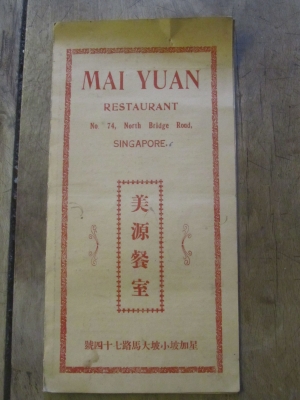 MAI YUAN
RESTAURANT
No 74, North Bridge Road,
SINGAPORE.
美源餐室
號四十七路馬大坡小坡加星